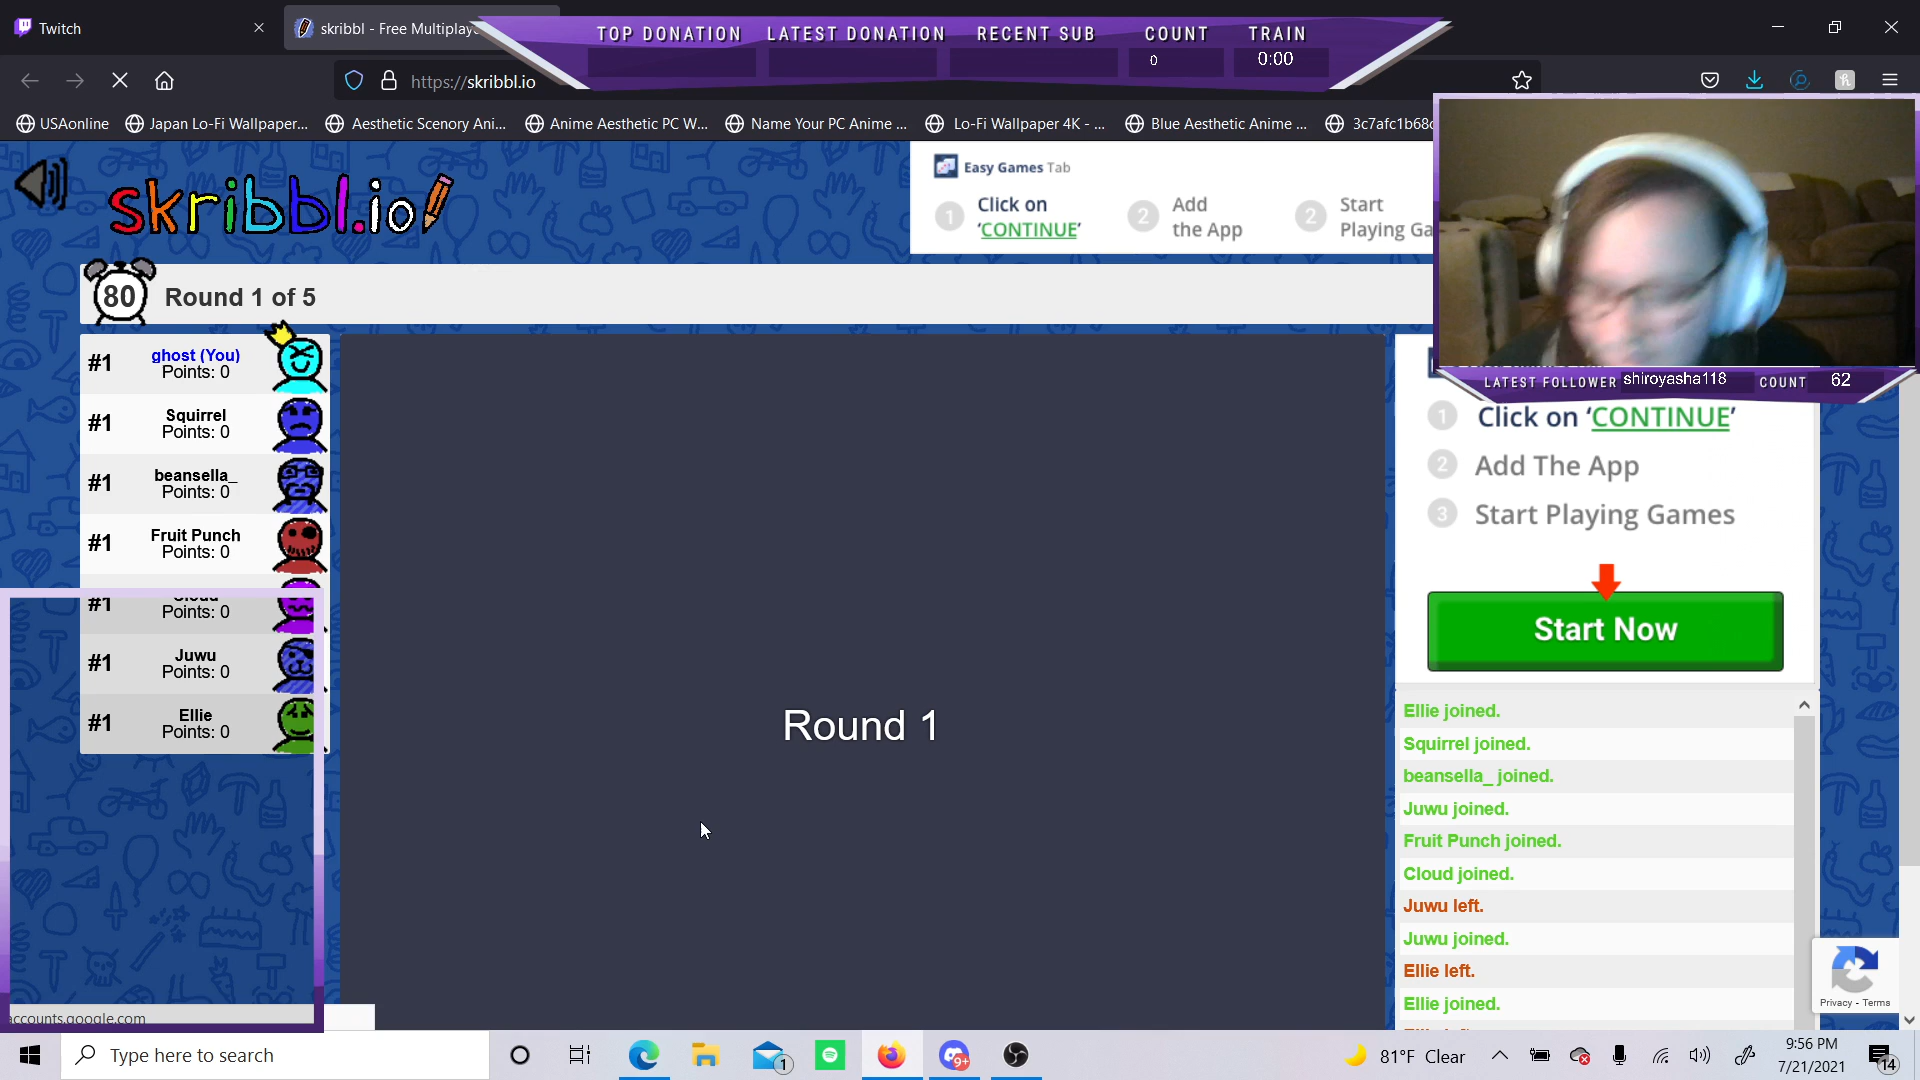 Twitch
skribbl - Free Multiplay
TOP DONATION
LATEST DONATION
RECENT SUB
COUNT
0
TRAIN
0:00
https://skribbl.io
USAonline
Japan Lo-Fi Wallpaper...
Aesthetic Scenory Ani...
Anime Aesthetic PC W...
Name Your PC Anime ...
Lo-Fi Wallpaper 4K - ...
Blue Aesthetic Anime ...
3c7afc1b68
skribbl.io
Easy Games Tab
1
Click on
'CONTINUE'
2
Add
the App
2
Start
Playing Ga
80
Round 1 of 5
#1
ghost (You)
Points: 0
#1
Squirrel
Points: 0
#1
beansella_
Points: 0
#1
Fruit Punch
Points: 0
#1
Cloud
Points: 0
#1
Juwu
Points: 0
#1
Ellie
Points: 0
accounts.google.com
Round 1
LATEST FOLLOWER shiroyasha118 COUNT 62
1 Click on 'CONTINUE'
2 Add The App
3 Start Playing Games
Start Now
Ellie joined.
Squirrel joined.
beansella_ joined.
Juwu joined.
Fruit Punch joined.
Cloud joined.
Juwu left.
Juwu joined.
Ellie left.
Ellie joined.
Privacy - Terms
Type here to search
1
9+
81°F Clear
9:56 PM
7/21/2021
14